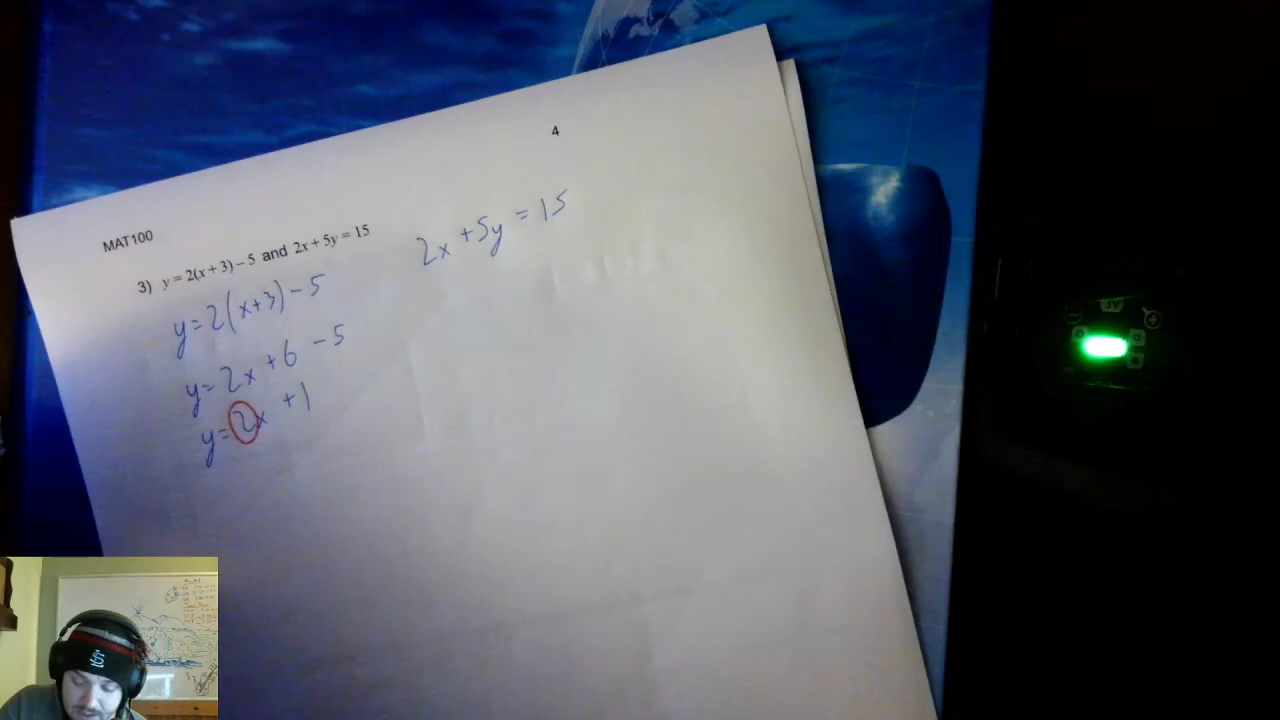 4
MAT100
3) y = 2(x + 3) – 5 and 2x + 5y = 15
2x + 5y = 15
y = 2(x+3) - 5
y = 2x + 6 - 5
y = 2x + 1